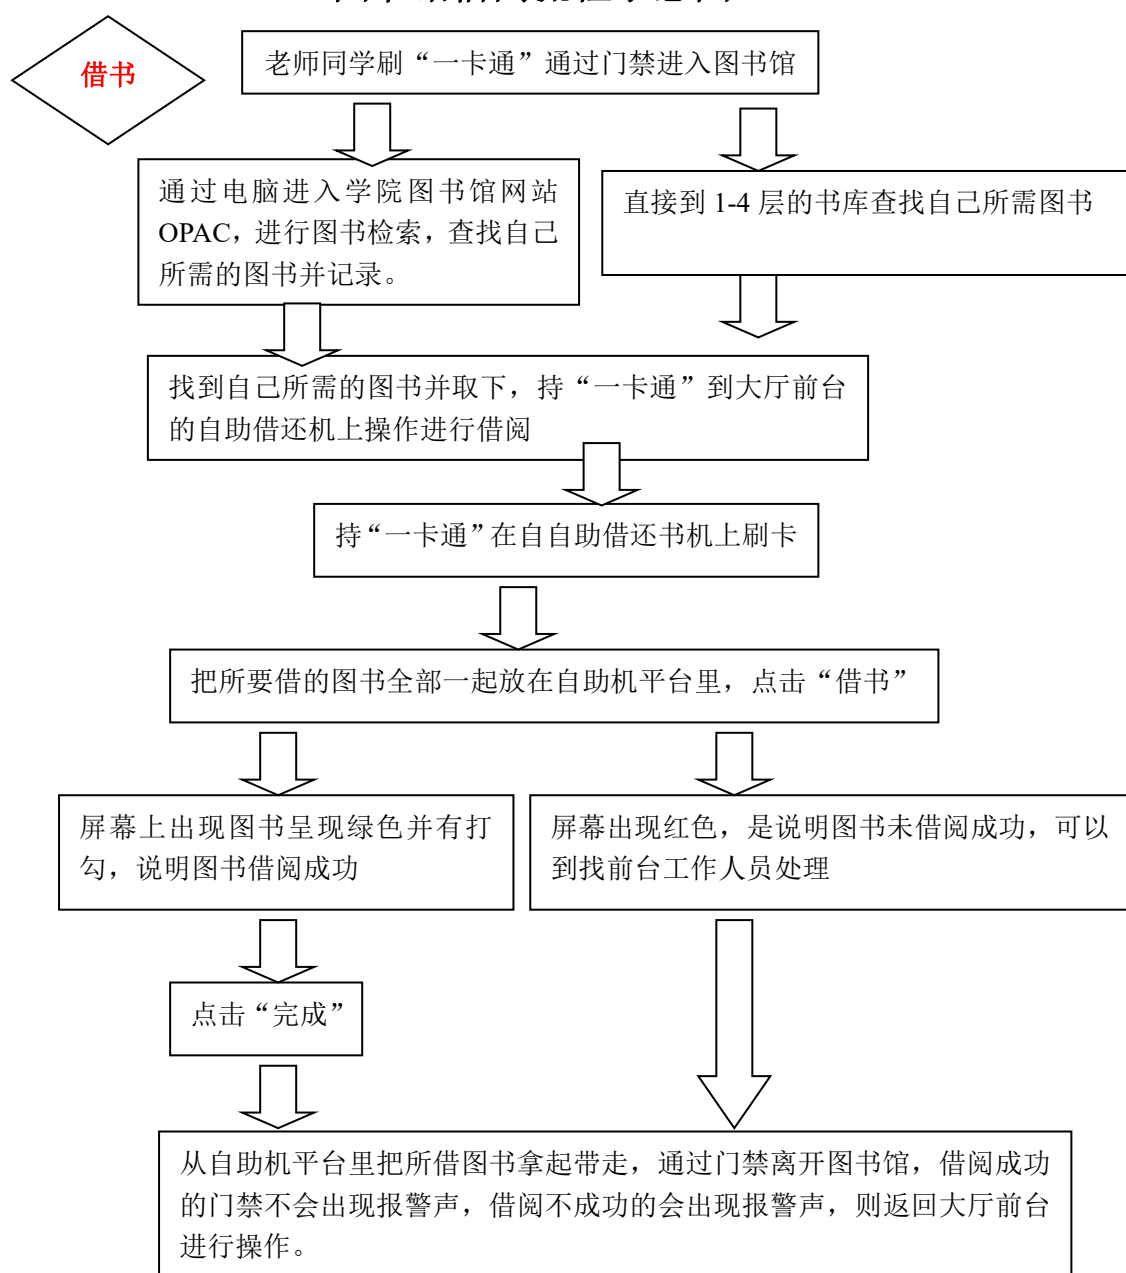 借书
老师同学刷“一卡通”通过门禁进入图书馆
通过电脑进入学院图书馆网站
OPAC，进行图书检索，查找自己
所需的图书并记录。
直接到 1-4 层的书库查找自己所需图书
找到自己所需的图书并取下，持“一卡通”到大厅前台
的自助借还机上操作进行借阅
持“一卡通”在自自助借还书机上刷卡
把所要借的图书全部一起放在自助机平台里，点击“借书”
屏幕上出现图书呈现绿色并有打
勾，说明图书借阅成功
屏幕出现红色，是说明图书未借阅成功，可以
到找前台工作人员处理
点击“完成”
从自助机平台里把所借图书拿起带走，通过门禁离开图书馆，借阅成功
的门禁不会出现报警声，借阅不成功的会出现报警声，则返回大厅前台
进行操作。